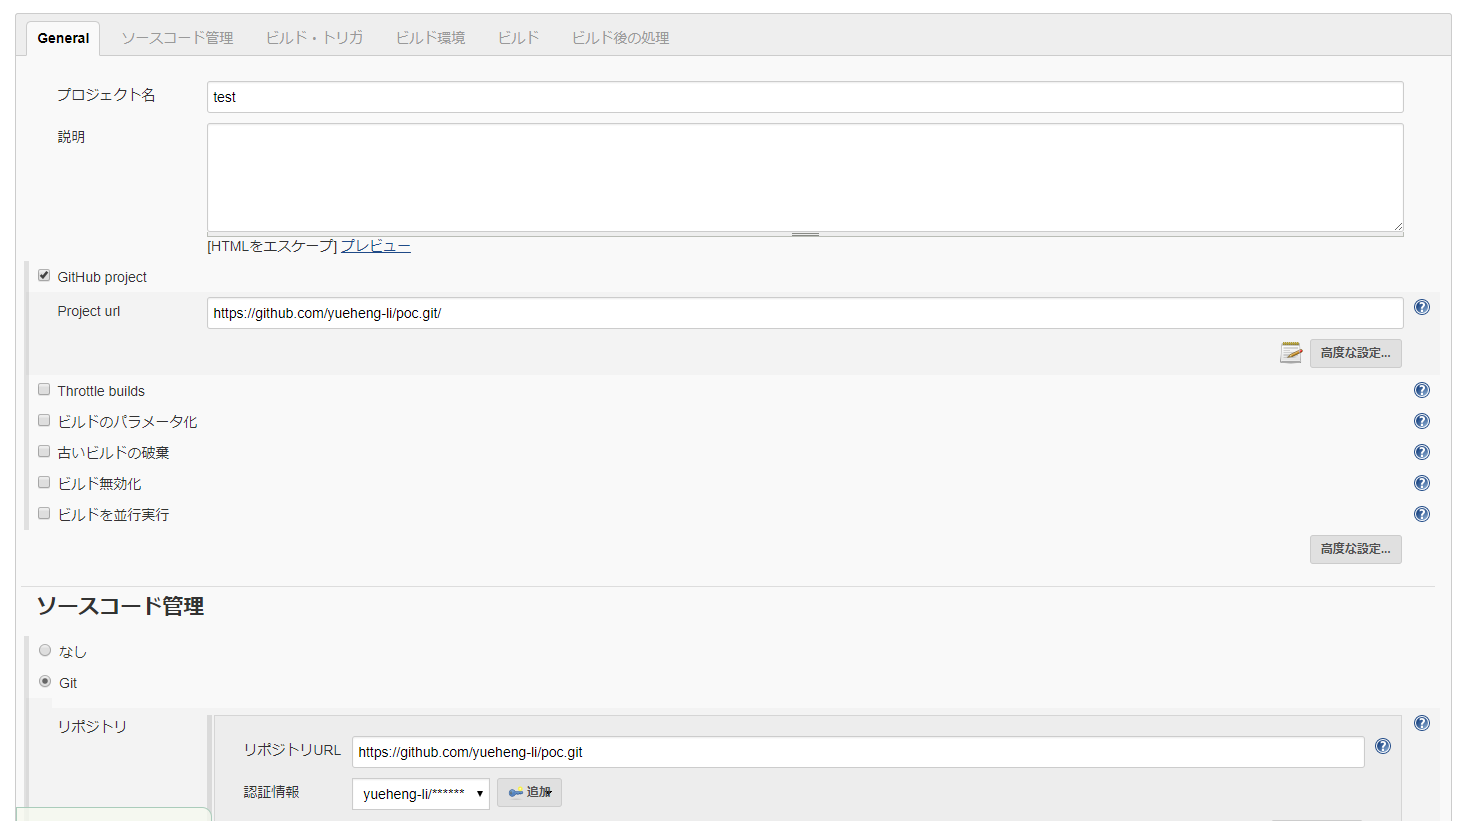 General ソースコード管理 ビルド・トリガ ビルド環境 ビルド ビルド後の処理
プロジェクト名 test
説明
[HTMLをエスケープ] プレビュー
GitHub project
Project url https://github.com/yueheng-li/poc.git/
高度な設定...
Throttle builds
ビルドのパラメータ化
古いビルドの破棄
ビルド無効化
ビルドを並行実行
高度な設定...
ソースコード管理
なし
Git
リポジトリ
リポジトリURL https://github.com/yueheng-li/poc.git
認証情報 yueheng-li/****** 追加